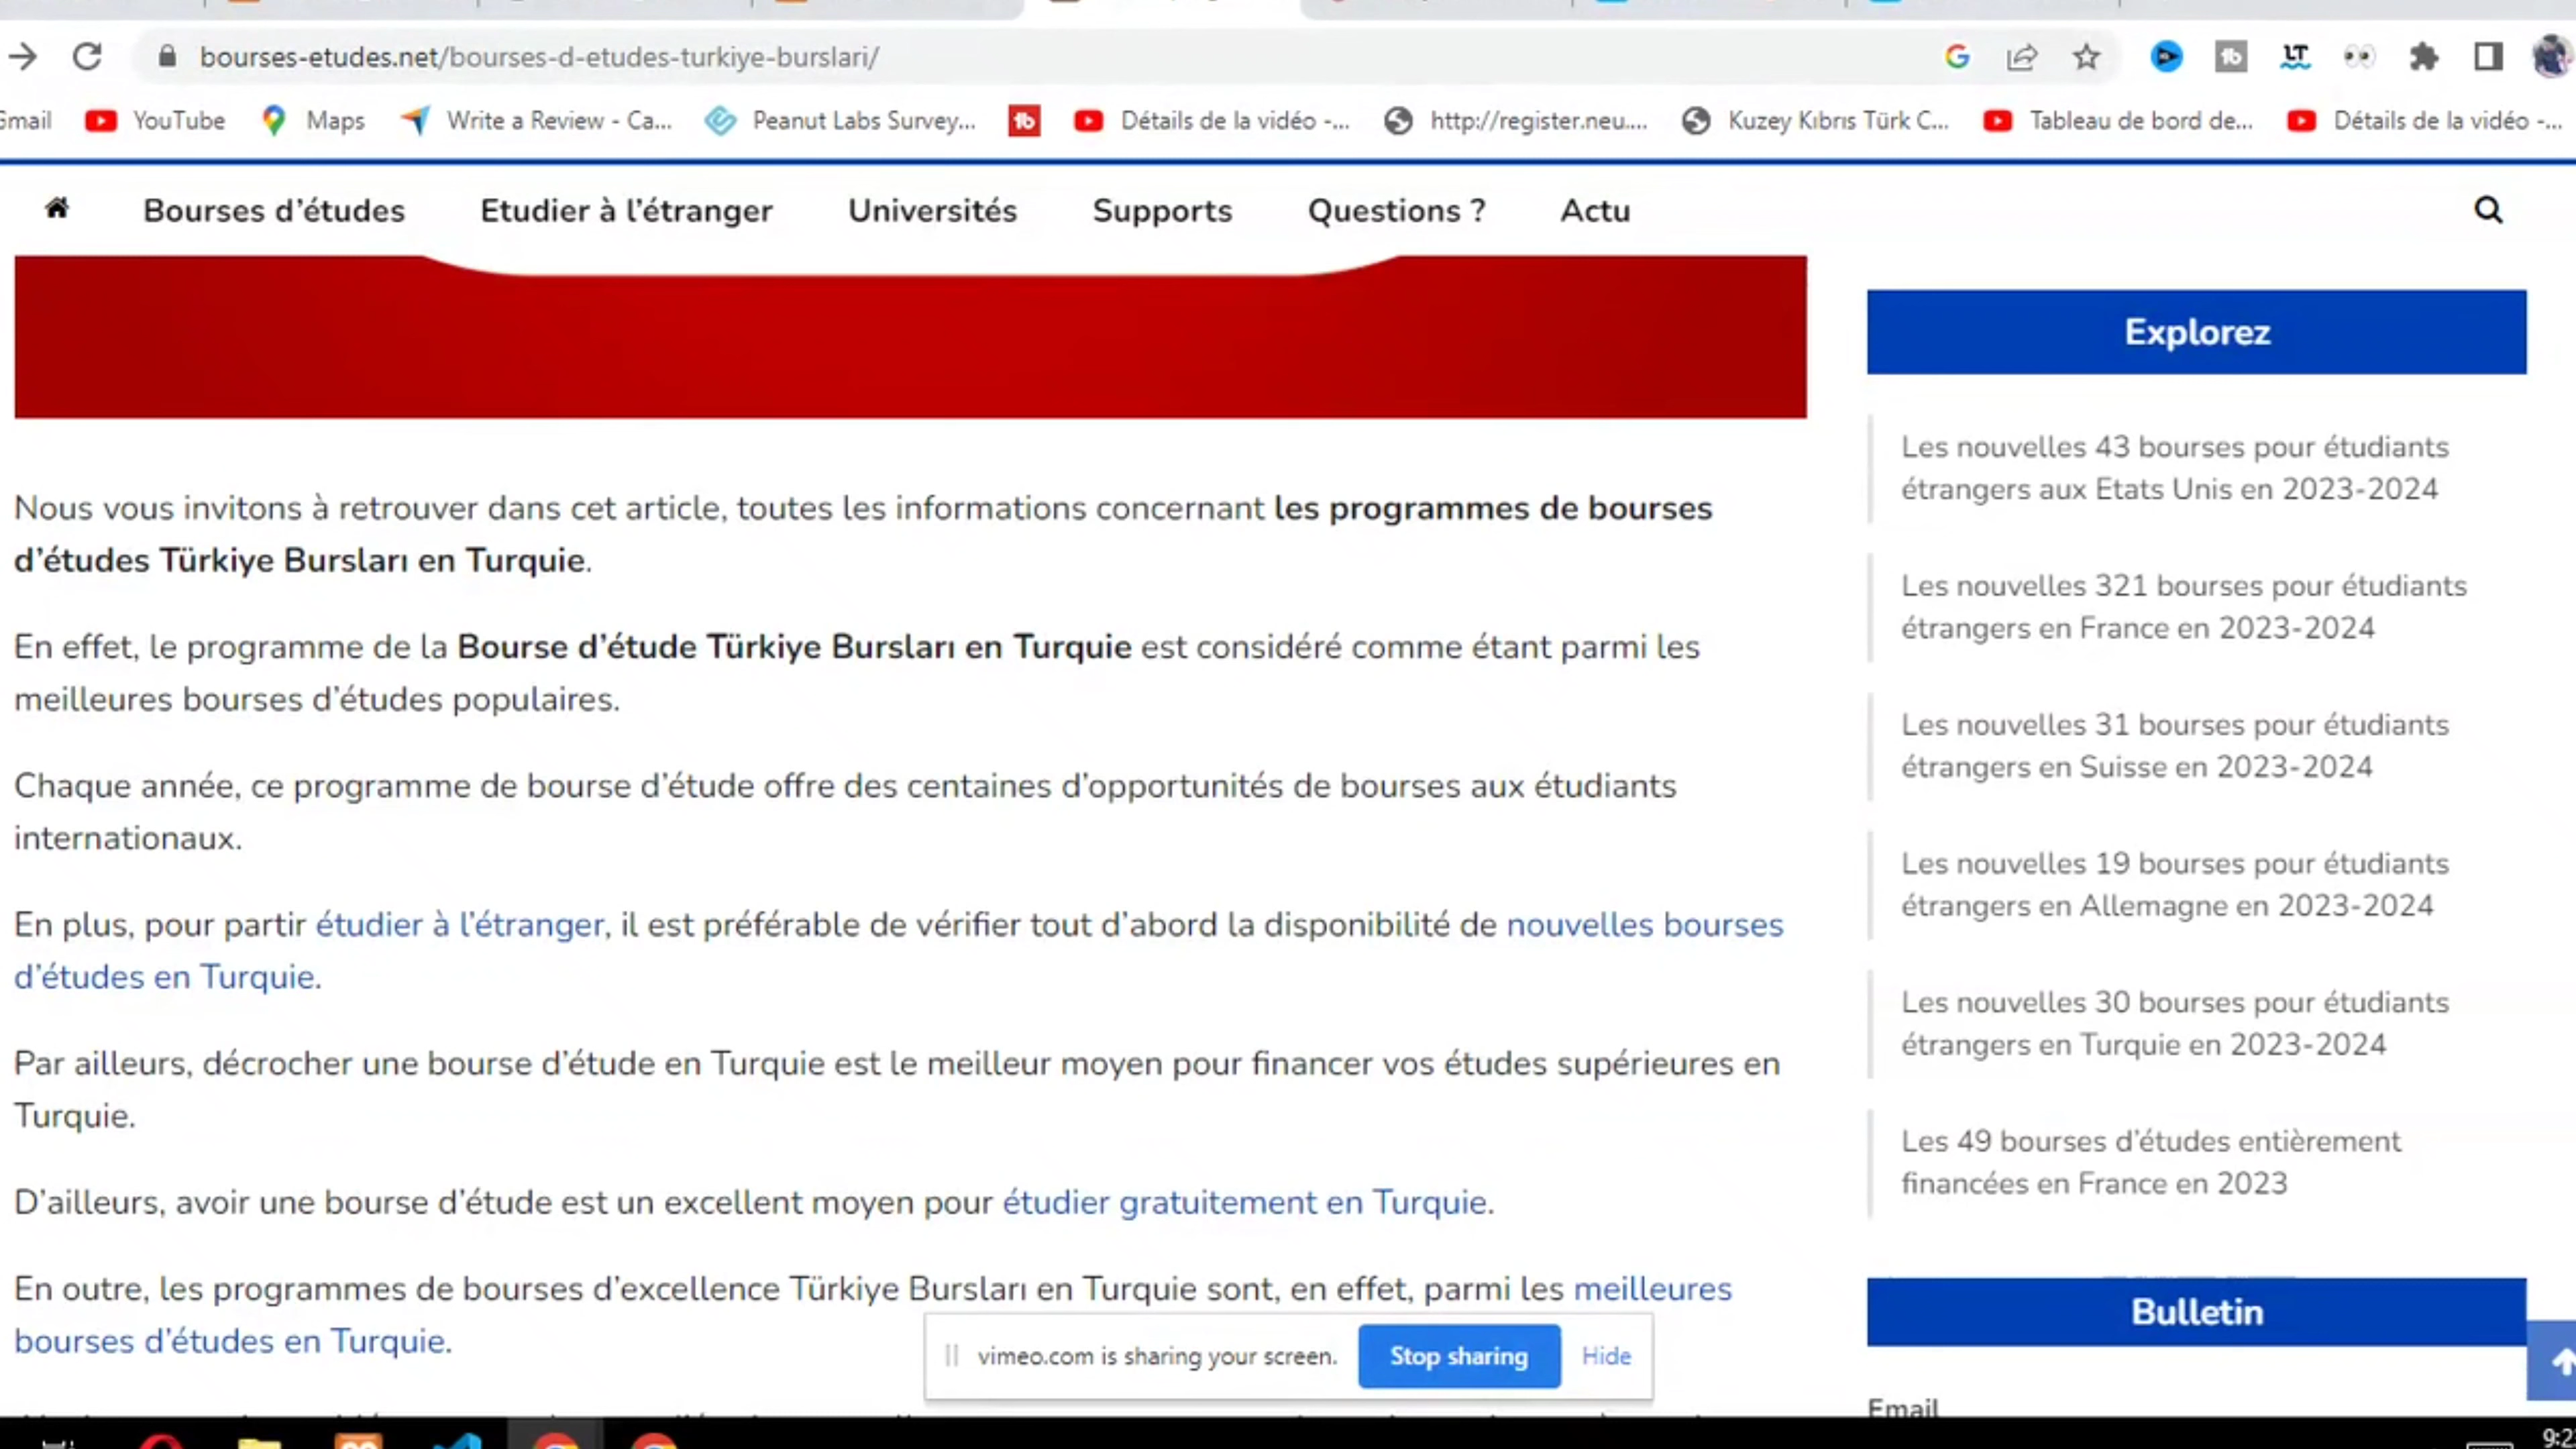 bourses-etudes.net/bourses-d-etudes-turkiye-burslari/
Gmail YouTube Maps Write a Review - Ca... Peanut Labs Survey... Détails de la vidéo -... http://register.neu.... Kuzey Kıbrıs Türk C... Tableau de bord de... Détails de la vidéo -...
Bourses d'études Etudier à l'étranger Universités Supports Questions ? Actu
Nous vous invitons à retrouver dans cet article, toutes les informations concernant les programmes de bourses
d'études Türkiye Bursları en Turquie.
En effet, le programme de la Bourse d'étude Türkiye Bursları en Turquie est considéré comme étant parmi les
meilleures bourses d'études populaires.
Chaque année, ce programme de bourse d'étude offre des centaines d'opportunités de bourses aux étudiants
internationaux.
En plus, pour partir étudier à l'étranger, il est préférable de vérifier tout d'abord la disponibilité de nouvelles bourses
d'études en Turquie.
Par ailleurs, décrocher une bourse d'étude en Turquie est le meilleur moyen pour financer vos études supérieures en
Turquie.
D'ailleurs, avoir une bourse d'étude est un excellent moyen pour étudier gratuitement en Turquie.
En outre, les programmes de bourses d'excellence Türkiye Bursları en Turquie sont, en effet, parmi les meilleures
bourses d'études en Turquie.
Explorez
Les nouvelles 43 bourses pour étudiants
étrangers aux Etats Unis en 2023-2024
Les nouvelles 321 bourses pour étudiants
étrangers en France en 2023-2024
Les nouvelles 31 bourses pour étudiants
étrangers en Suisse en 2023-2024
Les nouvelles 19 bourses pour étudiants
étrangers en Allemagne en 2023-2024
Les nouvelles 30 bourses pour étudiants
étrangers en Turquie en 2023-2024
Les 49 bourses d'études entièrement
financées en France en 2023
Bulletin
Email
vimeo.com is sharing your screen. Stop sharing Hide